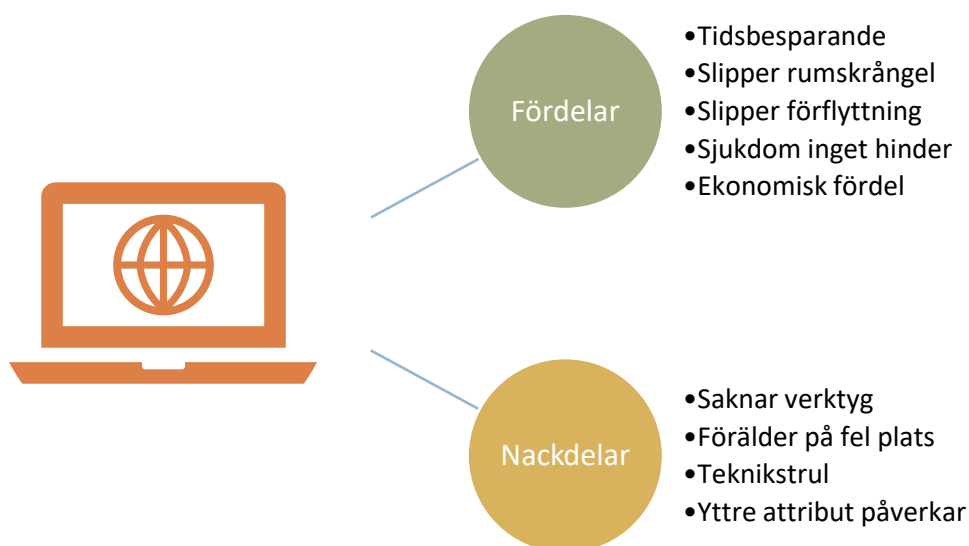 Fördelar
•Tidsbesparande
•Slipper rumskrångel
•Slipper förflyttning
•Sjukdom inget hinder
•Ekonomisk fördel
Nackdelar
•Saknar verktyg
•Förälder på fel plats
•Teknikstrul
•Yttre attribut påverkar